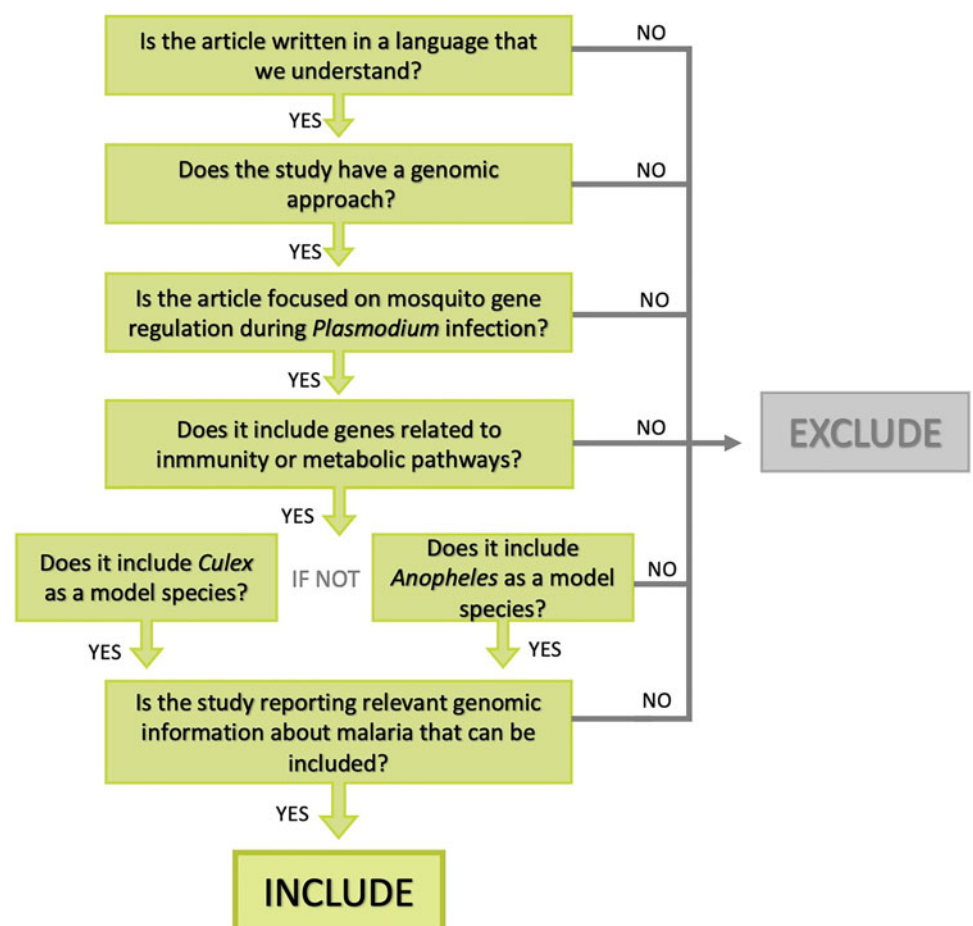 Is the article written in a language that
we understand?
NO
YES
Does the study have a genomic
approach?
NO
YES
Is the article focused on mosquito gene
regulation during Plasmodium infection?
NO
YES
Does it include genes related to
inmmunity or metabolic pathways?
NO
EXCLUDE
YES
Does it include Culex
as a model species?
IF NOT
Does it include
Anopheles as a model
species?
NO
YES
YES
Is the study reporting relevant genomic
information about malaria that can be
included?
NO
YES
INCLUDE